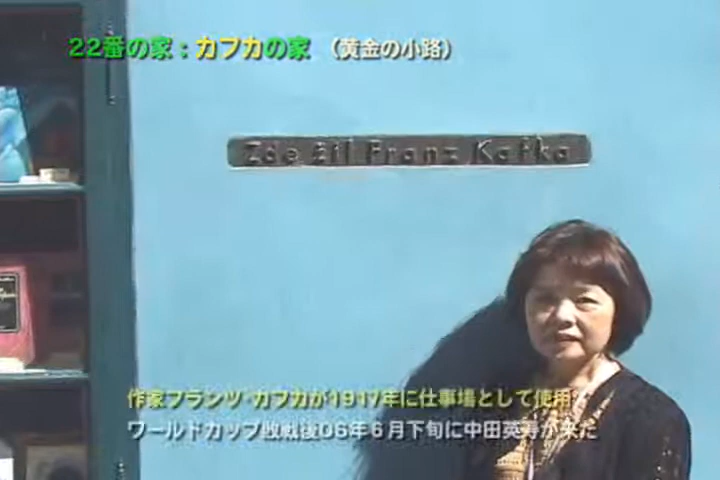 22番の家：カフカの家 （黄金の小路）
Zde žil Franz Kafka
作家フランツ・カフカが1917年に仕事場として使用
ワールドカップ敗戦後06年６月下旬に中田英寿が来た